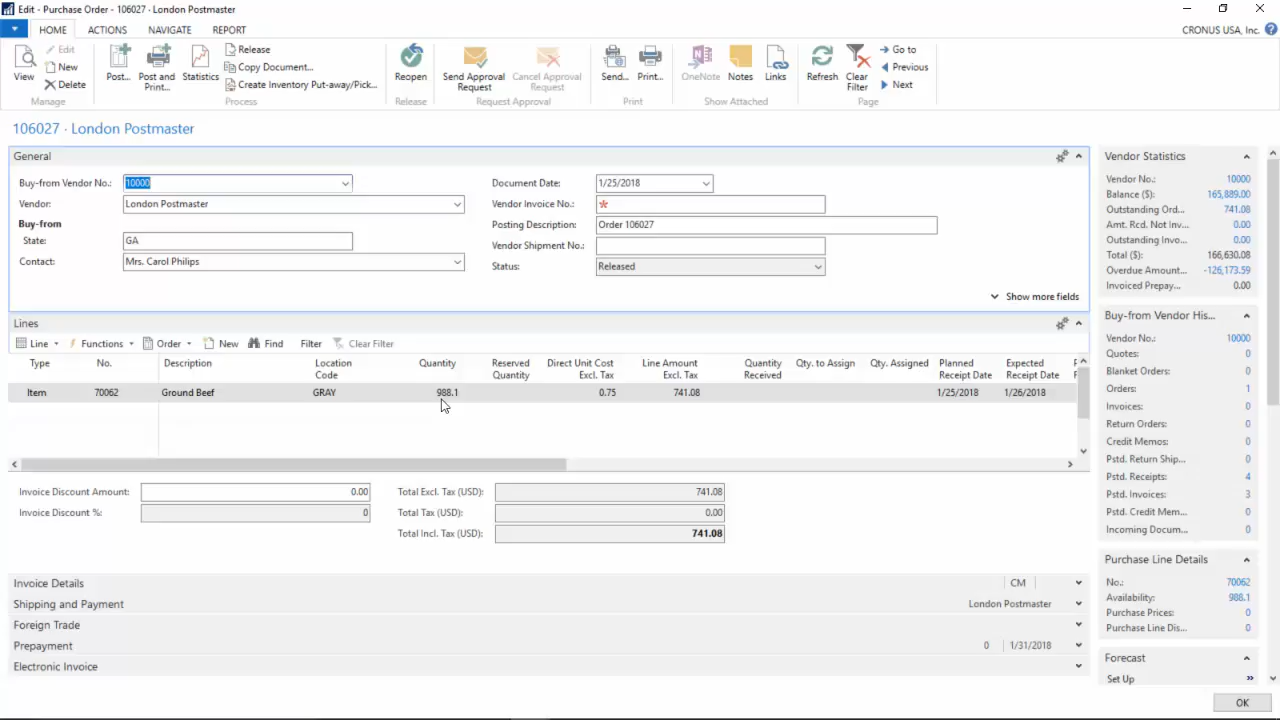 Edit - Purchase Order - 106027 · London Postmaster
HOME ACTIONS NAVIGATE REPORT
CRONUS USA, Inc.
View
Edit
New
Delete
Manage
Post...
Post and Print...
Statistics
Release
Copy Document...
Create Inventory Put-away/Pick...
Process
Reopen
Release
Send Approval Request
Cancel Approval Request
Request Approval
Send...
Print...
Print
OneNote
Notes
Links
Show Attached
Refresh
Clear Filter
Go to
Previous
Next
Page
106027 · London Postmaster
General
Buy-from Vendor No.: 10000
Vendor: London Postmaster
Buy-from
State: GA
Contact: Mrs. Carol Philips
Document Date: 1/25/2018
Vendor Invoice No.: *
Posting Description: Order 106027
Vendor Shipment No.:
Status: Released
Show more fields
Lines
Line Functions Order New Find Filter Clear Filter
Type No. Description Location Code Quantity Reserved Quantity Direct Unit Cost Excl. Tax Line Amount Excl. Tax Quantity Received Qty. to Assign Qty. Assigned Planned Receipt Date Expected Receipt Date
Item 70062 Ground Beef GRAY 988.1 0.75 741.08 1/25/2018 1/26/2018
Invoice Discount Amount: 0.00
Invoice Discount %: 0
Total Excl. Tax (USD): 741.08
Total Tax (USD): 0.00
Total Incl. Tax (USD): 741.08
Invoice Details CM
Shipping and Payment London Postmaster
Foreign Trade
Prepayment 0 1/31/2018
Electronic Invoice
Vendor Statistics
Vendor No.: 10000
Balance ($): 165,889.00
Outstanding Ord... 741.08
Amt. Rcd. Not Inv... 0.00
Outstanding Invo... 0.00
Total ($): 166,630.08
Overdue Amount... -126,173.59
Invoiced Prepay... 0.00
Buy-from Vendor His...
Vendor No.: 10000
Quotes: 0
Blanket Orders: 0
Orders: 1
Invoices: 0
Return Orders: 0
Credit Memos: 0
Pstd. Return Ship... 0
Pstd. Receipts: 4
Pstd. Invoices: 3
Pstd. Credit Mem... 0
Incoming Docum... 0
Purchase Line Details
No.: 70062
Availability: 988.1
Purchase Prices: 0
Purchase Line Dis... 0
Forecast
Set Up
OK